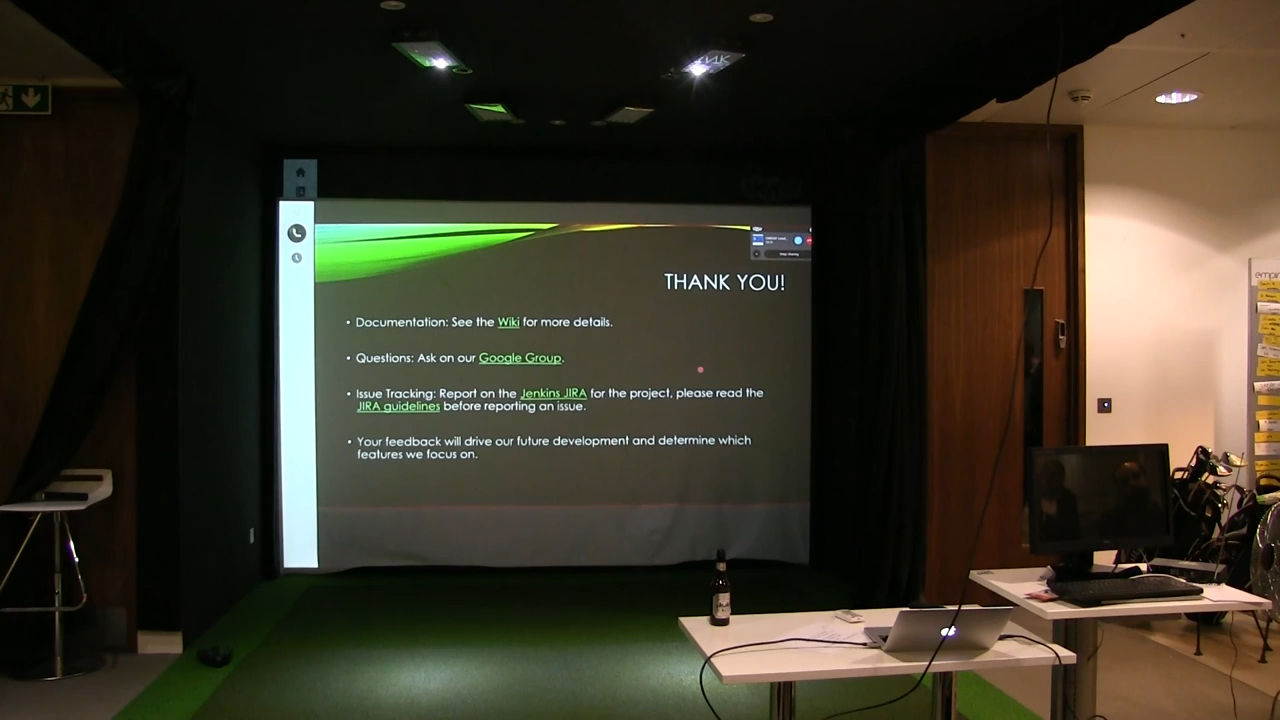 THANK YOU!
• Documentation: See the Wiki for more details.
• Questions: Ask on our Google Group.
• Issue Tracking: Report on the Jenkins JIRA for the project, please read the
JIRA guidelines before reporting an issue.
• Your feedback will drive our future development and determine which
features we focus on.